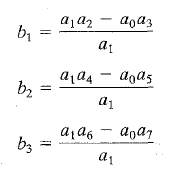 b₁ = (a₁a₂ − a₀a₃) / a₁
b₂ = (a₁a₄ − a₀a₅) / a₁
b₃ = (a₁a₆ − a₀a₇) / a₁